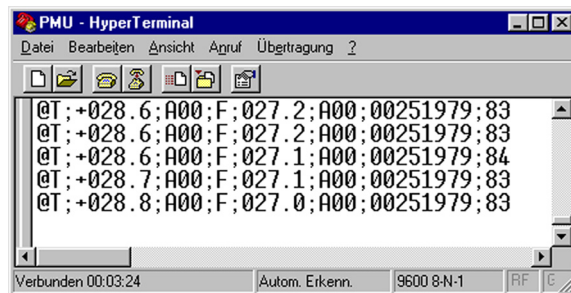 PMU - HyperTerminal
Datei Bearbeiten Ansicht Anruf Übertragung ?
@T;+028.6;A00;F;027.2;A00;00251979;83
@T;+028.6;A00;F;027.2;A00;00251979;83
@T;+028.6;A00;F;027.1;A00;00251979;84
@T;+028.7;A00;F;027.1;A00;00251979;83
@T;+028.8;A00;F;027.0;A00;00251979;83
Verbunden 00:03:24 Autom. Erkenn. 9600 8-N-1 RF G